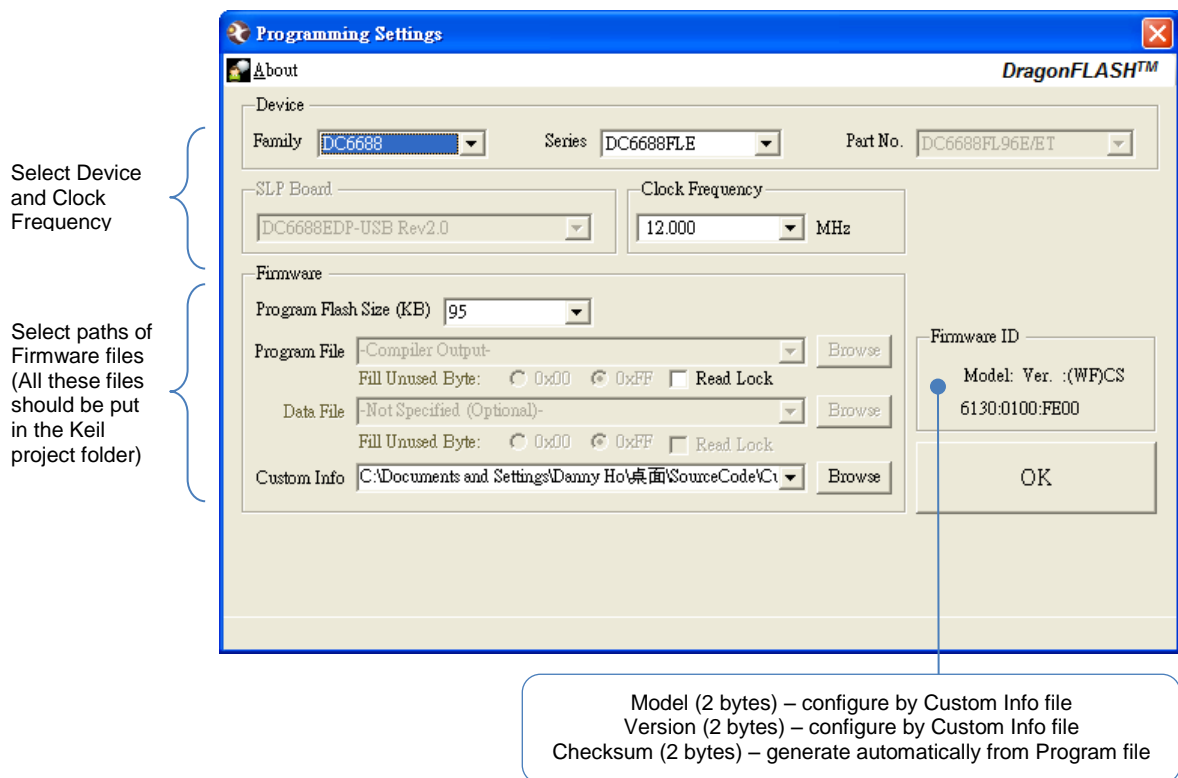 Programming Settings
About
DragonFLASH™
Device
Family DC6688 Series DC6688FLE Part No. DC6688FL96E/ET
Select Device
and Clock
Frequency
SLP Board
DC6688EDP-USB Rev2.0
Clock Frequency
12.000 MHz
Firmware
Program Flash Size (KB) 95
Program File -Compiler Output- Browse
Fill Unused Byte: 0x00 0xFF Read Lock
Data File -Not Specified (Optional)- Browse
Fill Unused Byte: 0x00 0xFF Read Lock
Custom Info C:\Documents and Settings\Danny Ho\桌面\SourceCode\Cu Browse
Select paths of
Firmware files
(All these files
should be put
in the Keil
project folder)
Firmware ID
Model: Ver. :(WF)CS
6130:0100:FE00
OK
Model (2 bytes) – configure by Custom Info file
Version (2 bytes) – configure by Custom Info file
Checksum (2 bytes) – generate automatically from Program file